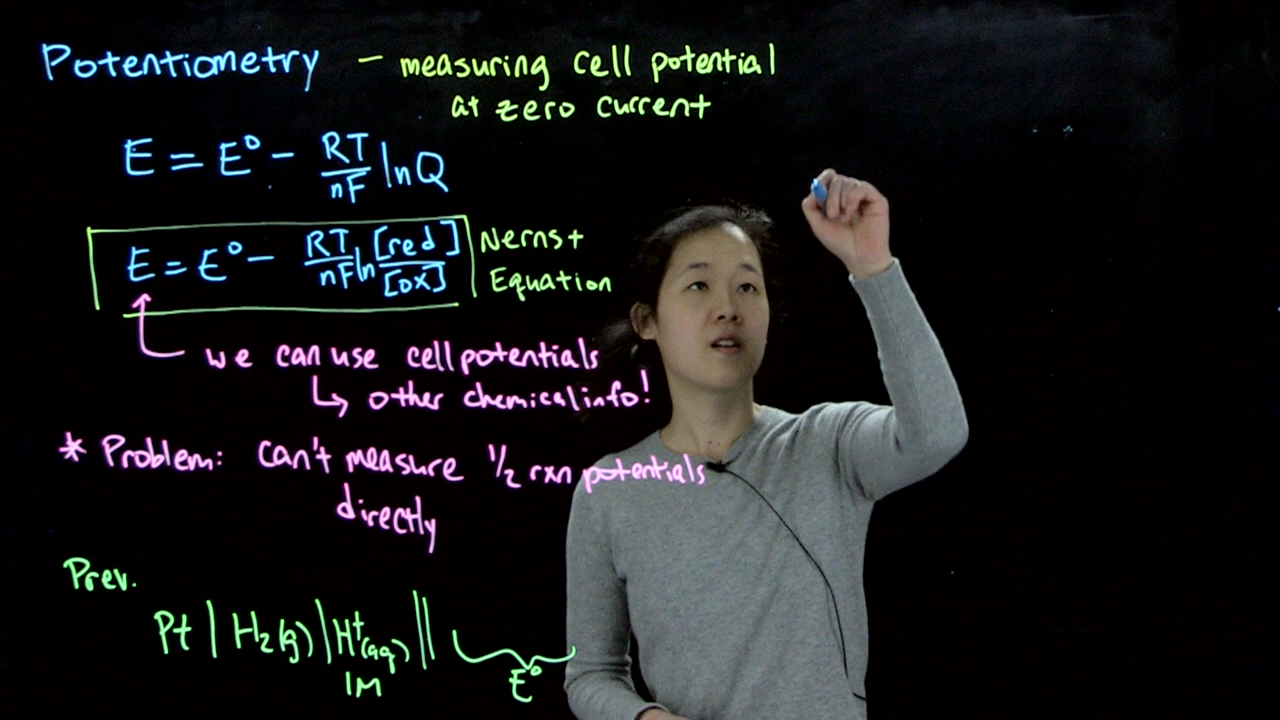 Potentiometry – measuring cell potential
at zero current
E = E° – RT/nF ln Q
E = E° – RT/nF ln [red]/[ox] Nernst
Equation
we can use cell potentials
↳ other chemical info!
* Problem: can't measure 1/2 rxn potentials
directly
Prev.
Pt | H₂(g) | H⁺(aq) ||
1M E°